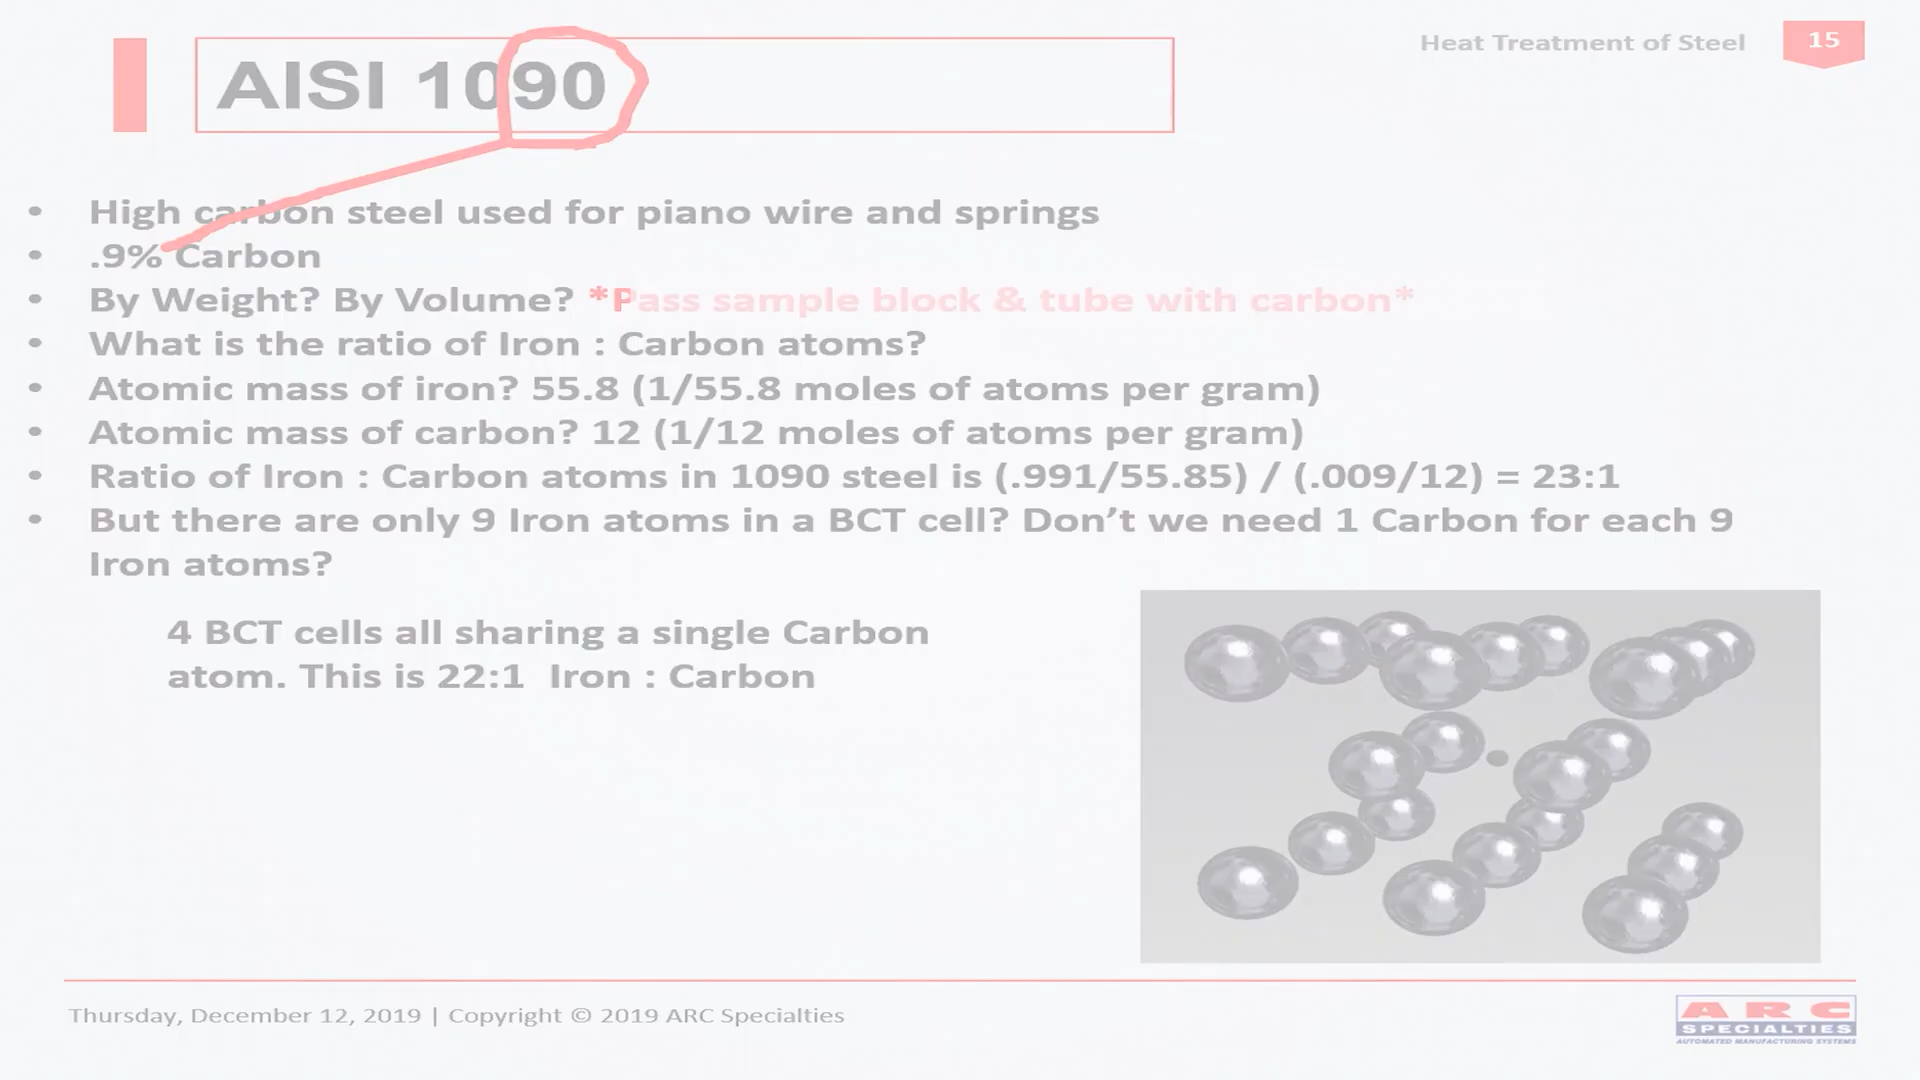 Heat Treatment of Steel
15
AISI 1090
• High carbon steel used for piano wire and springs
• .9% Carbon
• By Weight? By Volume? *Pass sample block & tube with carbon*
• What is the ratio of Iron : Carbon atoms?
• Atomic mass of iron? 55.8 (1/55.8 moles of atoms per gram)
• Atomic mass of carbon? 12 (1/12 moles of atoms per gram)
• Ratio of Iron : Carbon atoms in 1090 steel is (.991/55.85) / (.009/12) = 23:1
• But there are only 9 Iron atoms in a BCT cell? Don’t we need 1 Carbon for each 9
Iron atoms?
4 BCT cells all sharing a single Carbon
atom. This is 22:1 Iron : Carbon
Thursday, December 12, 2019 | Copyright © 2019 ARC Specialties
ARC
SPECIALTIES
AUTOMATED MANUFACTURING SYSTEMS